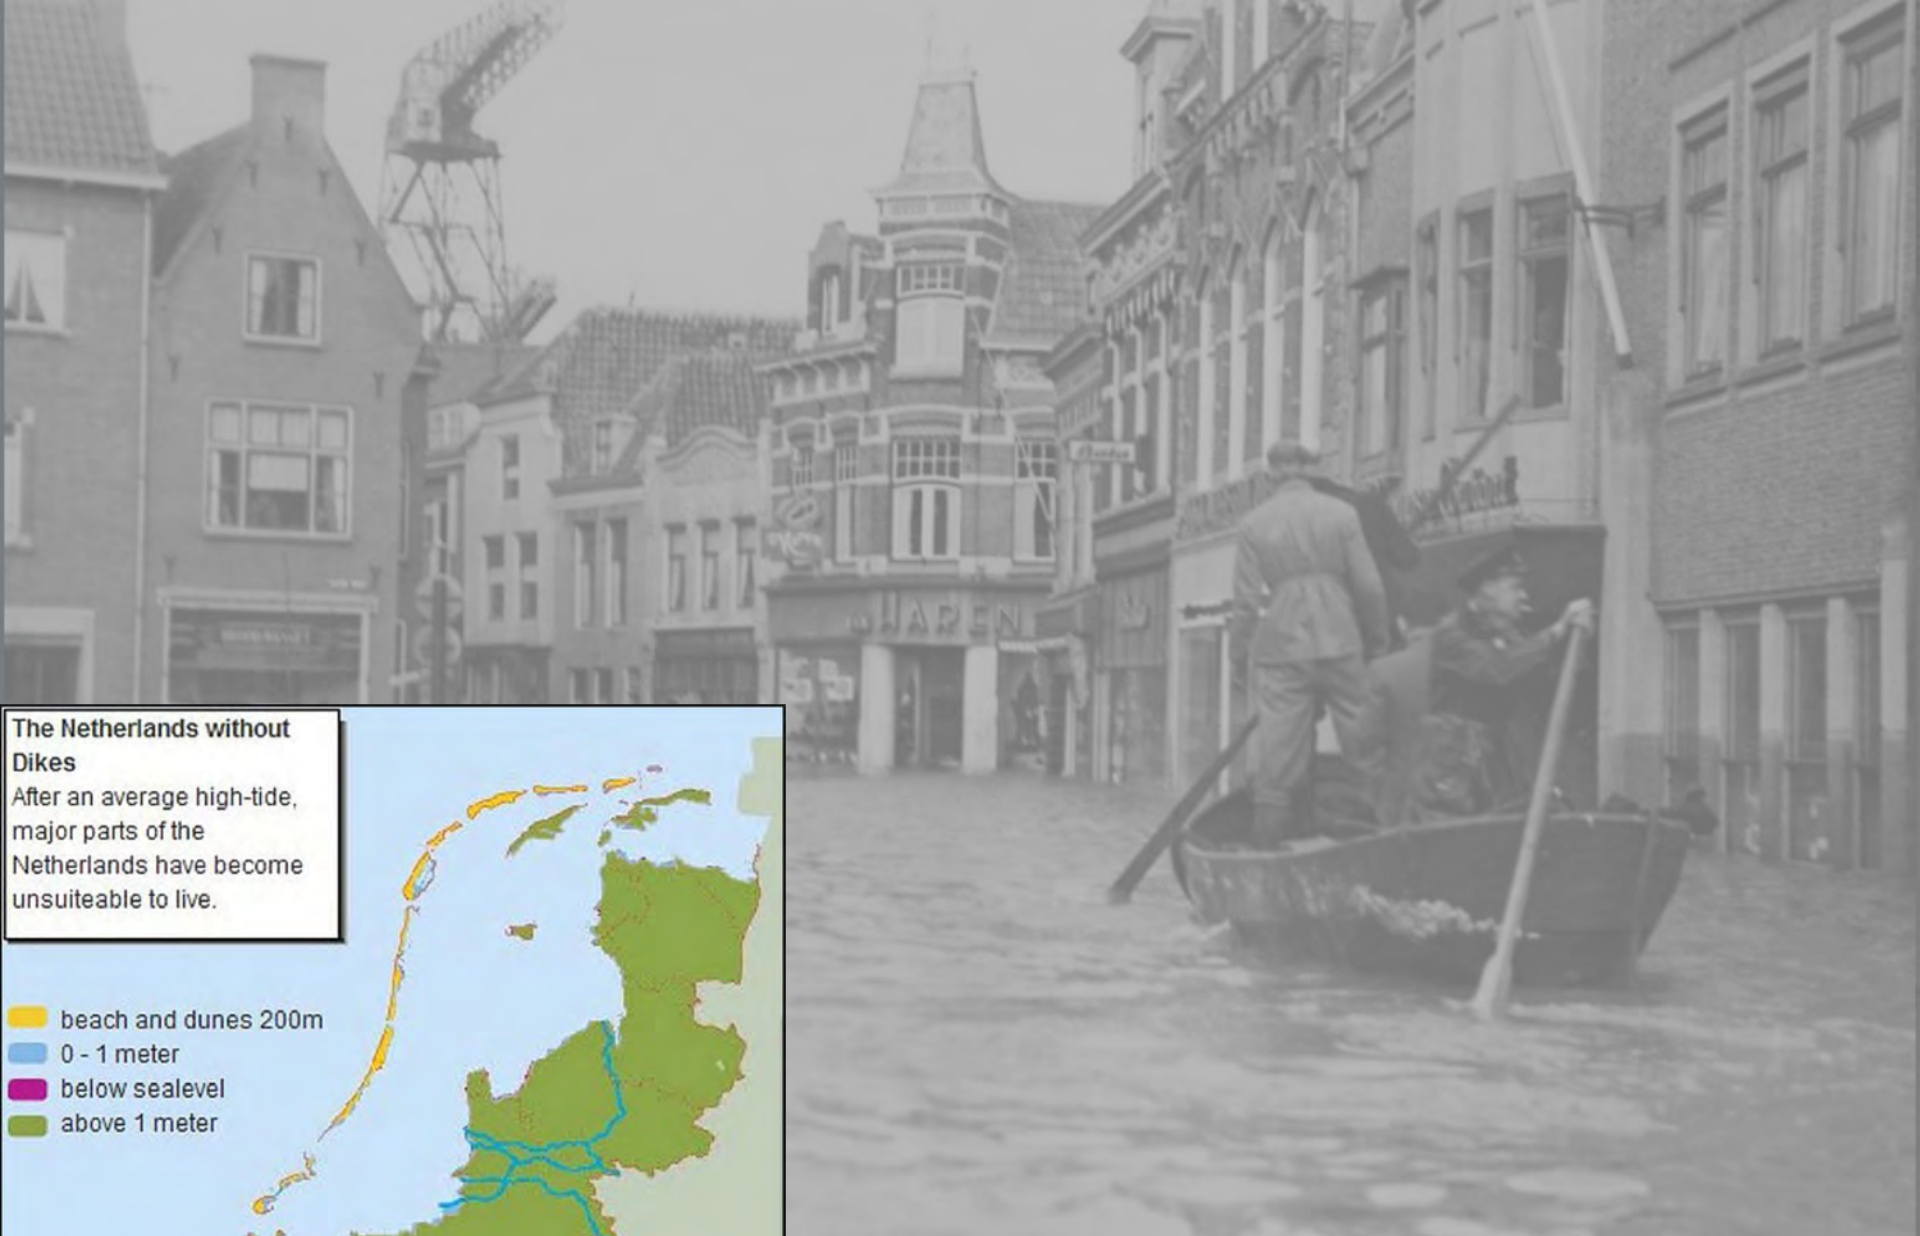 HAREN
The Netherlands without
Dikes
After an average high-tide,
major parts of the
Netherlands have become
unsuiteable to live.
beach and dunes 200m
0 - 1 meter
below sealevel
above 1 meter